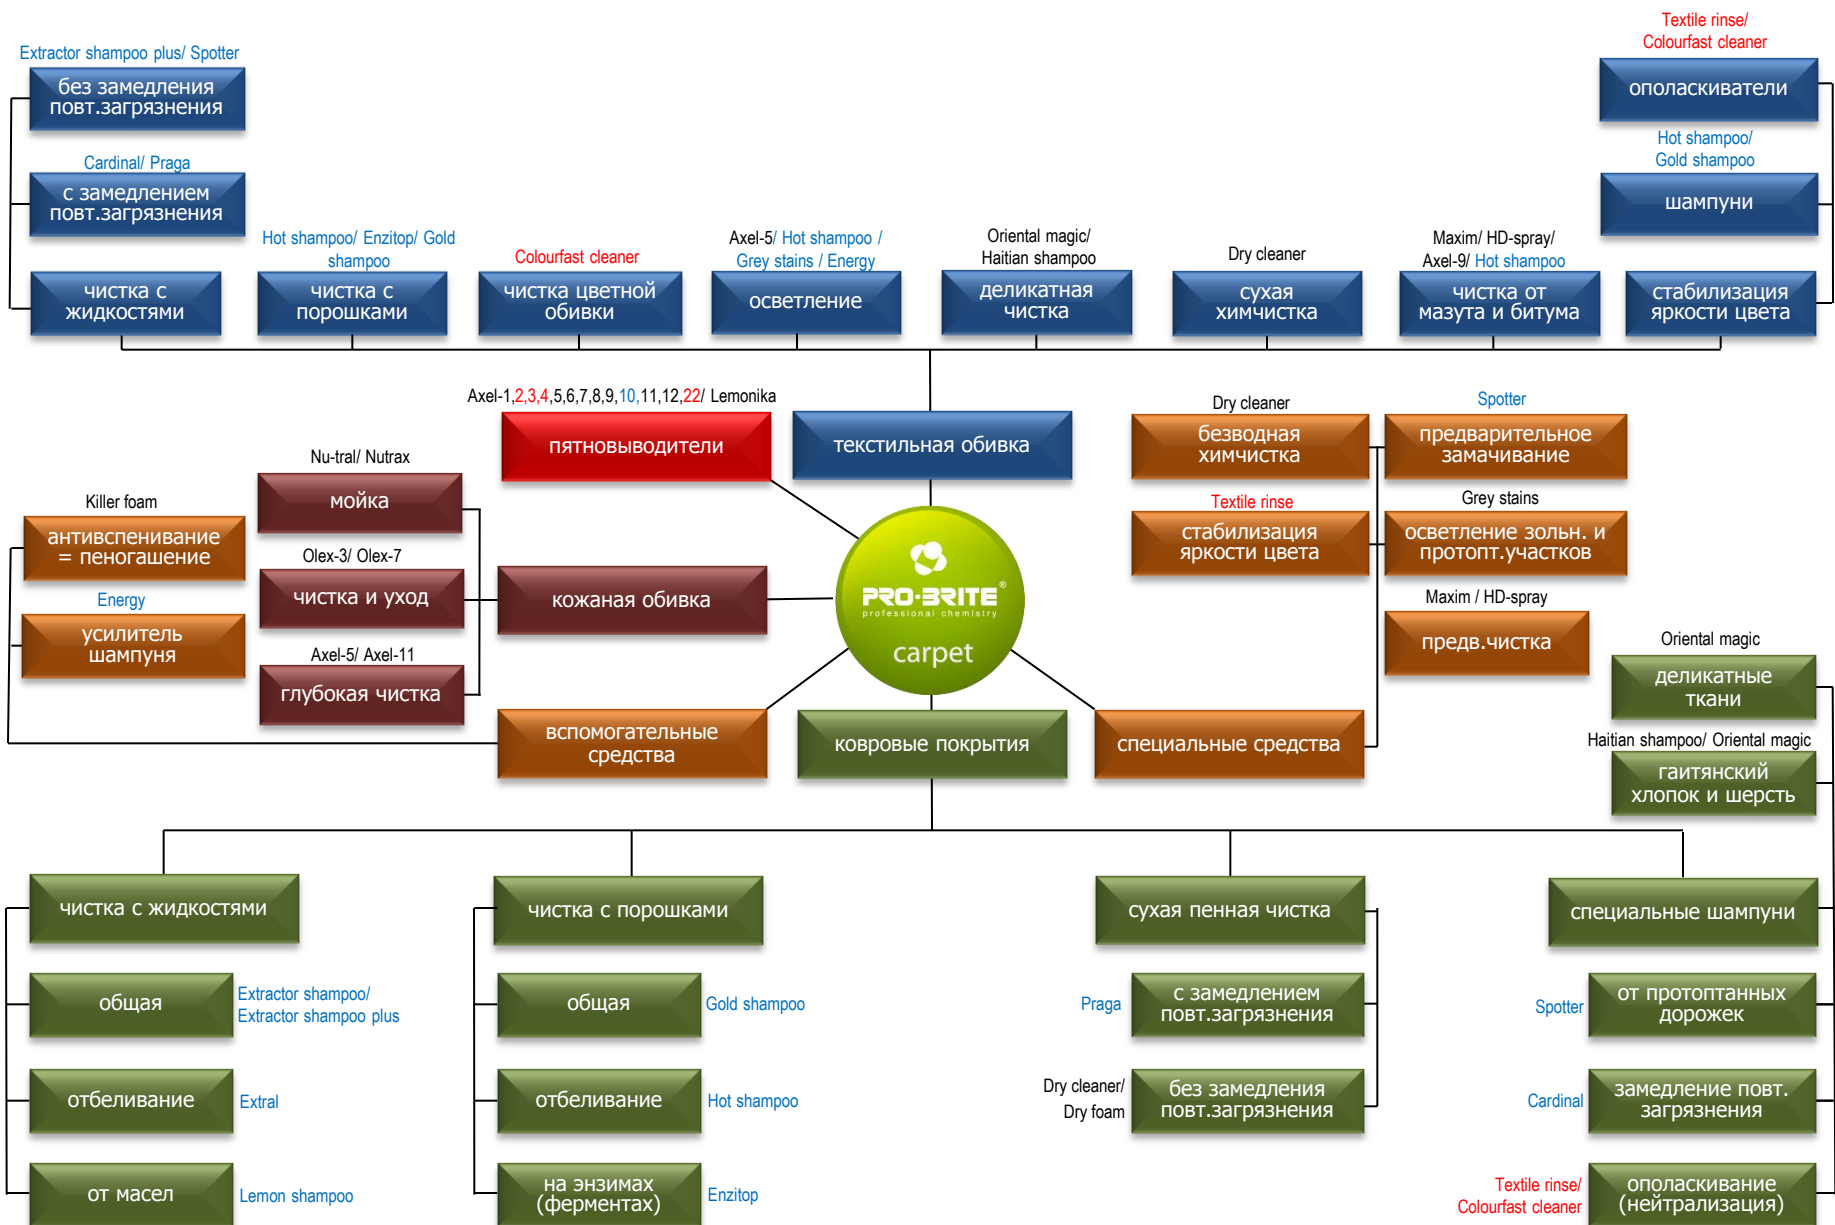 Textile rinse/
Colourfast cleaner
Extractor shampoo plus/ Spotter
без замедления
повт.загрязнения
ополаскиватели
Cardinal/ Praga
с замедлением
повт.загрязнения
Hot shampoo/
Gold shampoo
шампуни
Hot shampoo/ Enzitop/ Gold
shampoo
Colourfast cleaner
Axel-5/ Hot shampoo /
Grey stains / Energy
Oriental magic/
Haitian shampoo
Dry cleaner
Maxim/ HD-spray/
Axel-9/ Hot shampoo
чистка с
жидкостями
чистка с
порошками
чистка цветной
обивки
осветление
деликатная
чистка
сухая
химчистка
чистка от
мазута и битума
стабилизация
яркости цвета
Axel-1,2,3,4,5,6,7,8,9,10,11,12,22/ Lemonika
пятновыводители
текстильная обивка
Dry cleaner
безводная
химчистка
Spotter
предварительное
замачивание
Nu-tral/ Nutrax
мойка
Killer foam
антивспенивание
= пеногашение
Textile rinse
стабилизация
яркости цвета
Grey stains
осветление зольн. и
протопт.участков
Olex-3/ Olex-7
чистка и уход
кожаная обивка
PRO-BRITE®
professional chemistry
carpet
Energy
усилитель
шампуня
Maxim / HD-spray
предв.чистка
Axel-5/ Axel-11
глубокая чистка
Oriental magic
деликатные
ткани
вспомогательные
средства
ковровые покрытия
специальные средства
Haitian shampoo/ Oriental magic
гаитянский
хлопок и шерсть
чистка с жидкостями
чистка с порошками
сухая пенная чистка
специальные шампуни
общая
Extractor shampoo/
Extractor shampoo plus
общая
Gold shampoo
Praga
с замедлением
повт.загрязнения
Spotter
от протоптанных
дорожек
отбеливание
Extral
отбеливание
Hot shampoo
Dry cleaner/
Dry foam
без замедления
повт.загрязнения
Cardinal
замедление повт.
загрязнения
от масел
Lemon shampoo
на энзимах
(ферментах)
Enzitop
Textile rinse/
Colourfast cleaner
ополаскивание
(нейтрализация)